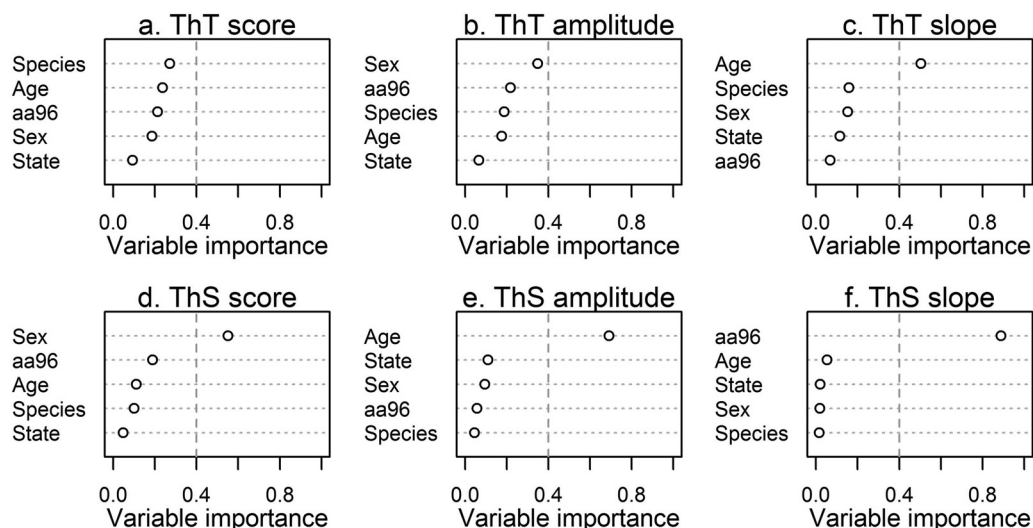 a. ThT score
Species
Age
aa96
Sex
State
0.0 0.4 0.8
Variable importance
b. ThT amplitude
Sex
aa96
Species
Age
State
0.0 0.4 0.8
Variable importance
c. ThT slope
Age
Species
Sex
State
aa96
0.0 0.4 0.8
Variable importance
d. ThS score
Sex
aa96
Age
Species
State
0.0 0.4 0.8
Variable importance
e. ThS amplitude
Age
State
Sex
aa96
Species
0.0 0.4 0.8
Variable importance
f. ThS slope
aa96
Age
State
Sex
Species
0.0 0.4 0.8
Variable importance